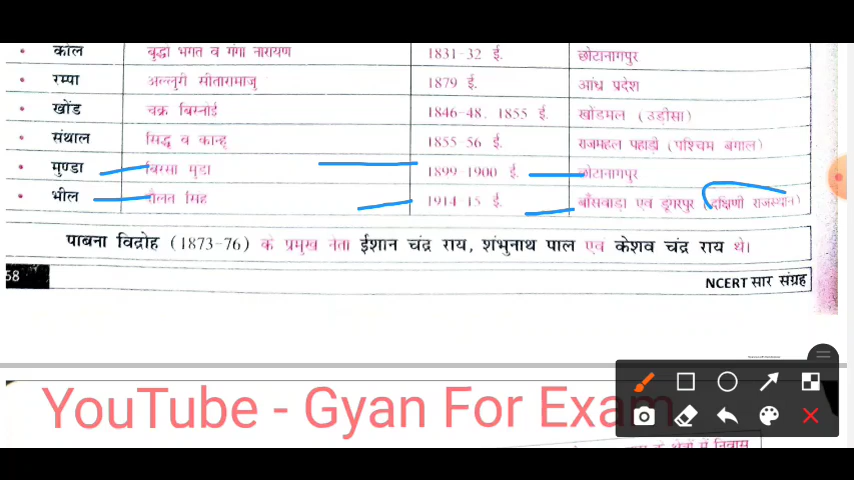 • कोल बुद्धा भगत व गंगा नारायण 1831-32 ई. छोटानागपुर
• रम्पा अल्लुरी सीतारामाजु 1879 ई. आंध्र प्रदेश
• खोंड चक्र बिश्नोई 1846-48, 1855 ई. खोंडमल (उड़ीसा)
• संथाल सिद्धू व कान्हू 1855-56 ई. राजमहल पहाड़ी (पश्चिम बंगाल)
• मुण्डा बिरसा मुंडा 1899-1900 ई. छोटानागपुर
• भील दौलत सिंह 1914-15 ई. बाँसवाड़ा एवं डूंगरपुर (दक्षिणी राजस्थान)
पाबना विद्रोह (1873-76) के प्रमुख नेता ईशान चंद्र राय, शंभुनाथ पाल एवं केशव चंद्र राय थे।
58 NCERT सार संग्रह
YouTube - Gyan For Exam
के क्षेत्रों में निवास